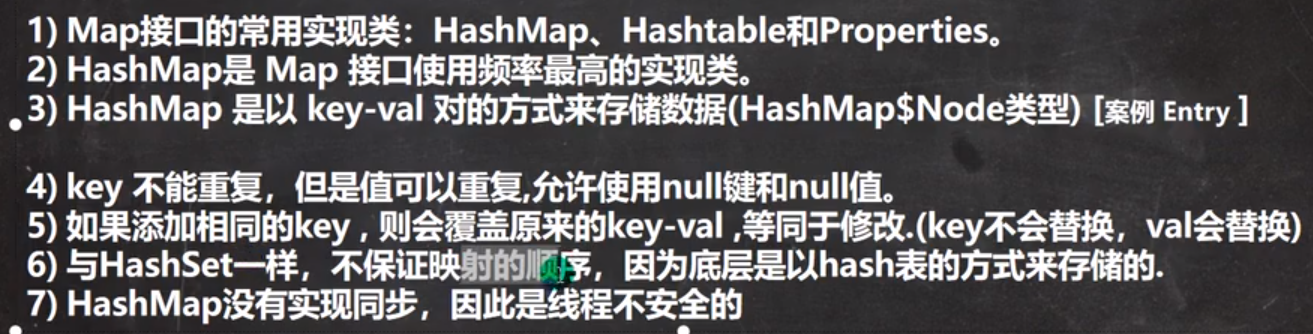 1) Map接口的常用实现类：HashMap、Hashtable和Properties。
2) HashMap是 Map 接口使用频率最高的实现类。
3) HashMap 是以 key-val 对的方式来存储数据(HashMap$Node类型) [案例 Entry ]
4) key 不能重复，但是值可以重复,允许使用null键和null值。
5) 如果添加相同的key , 则会覆盖原来的key-val ,等同于修改.(key不会替换，val会替换)
6) 与HashSet一样，不保证映射的顺序，因为底层是以hash表的方式来存储的.
7) HashMap没有实现同步，因此是线程不安全的